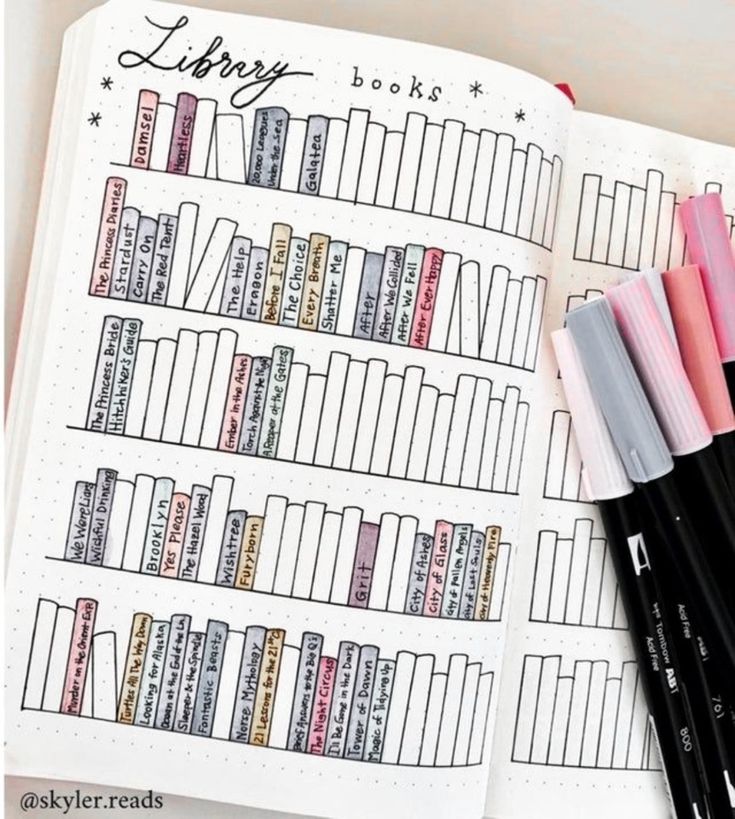 Library books
Damsel
Heartless
20,000 Leagues
Under the Sea
Galatea
The Princess Diaries
Stardust
Carry On
The Red Tent
The Help
Eragon
Before I Fall
The Choice
Every Breath
Shatter Me
After
After We Collided
After We Fell
After Ever Happy
The Princess Bride
Hitchhiker's Guide
Ember in the Ashes
Torch Against the Night
A Reaper at the Gates
We Were Liars
Wishful Drinking
Brooklyn
Yes Please
The Hazel Wood
Wishtree
Furyborn
Grit
City of Ashes
City of Glass
City of Fallen Angels
City of Lost Souls
City of Heavenly Fire
Murder on the Orient EXP.
Turtles All the Way Down
Looking for Alaska
Dawn at the End of the
Sleeper & the Spindle
Fantastic Beasts
Norse Mythology
21 Lessons for the 21st C
Brief Answers to the Big Q's
The Night Circus
I'll Be Gone in the Dark
Tower of Dawn
Magic of Tidying Up
Tombow ABT
Acid Free
Acid Free
800
761
@skyler.reads